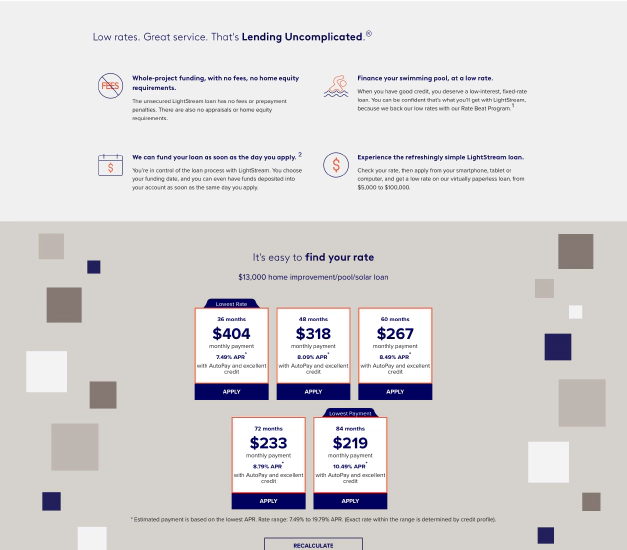 Low rates. Great service. That's Lending Uncomplicated.®
FEES
Whole-project funding, with no fees, no home equity
requirements.
The unsecured LightStream loan has no fees or prepayment
penalties. There are also no appraisals or home equity
requirements.
Finance your swimming pool, at a low rate.
When you have good credit, you deserve a low-interest, fixed-rate
loan. You can be confident that's what you'll get with LightStream,
because we back our low rates with our Rate Beat Program. 1
We can fund your loan as soon as the day you apply. 2
You're in control of the loan process with LightStream. You choose
your funding date, and you can even have funds deposited into
your account as soon as the same day you apply.
$
Experience the refreshingly simple LightStream loan.
Check your rate, then apply from your smartphone, tablet or
computer, and get a low rate on our virtually paperless loan, from
$5,000 to $100,000.
$
It's easy to find your rate
$13,000 home improvement/pool/solar loan
Lowest Rate
36 months
$404
monthly payment
7.49% APR*
with AutoPay and excellent
credit
APPLY
48 months
$318
monthly payment
8.09% APR*
with AutoPay and excellent
credit
APPLY
60 months
$267
monthly payment
8.49% APR*
with AutoPay and excellent
credit
APPLY
72 months
$233
monthly payment
8.79% APR*
with AutoPay and excellent
credit
APPLY
Lowest Payment
84 months
$219
monthly payment
10.49% APR*
with AutoPay and excellent
credit
APPLY
* Estimated payment is based on the lowest APR. Rate range: 7.49% to 19.79% APR. (Exact rate within the range is determined by credit profile).
RECALCULATE